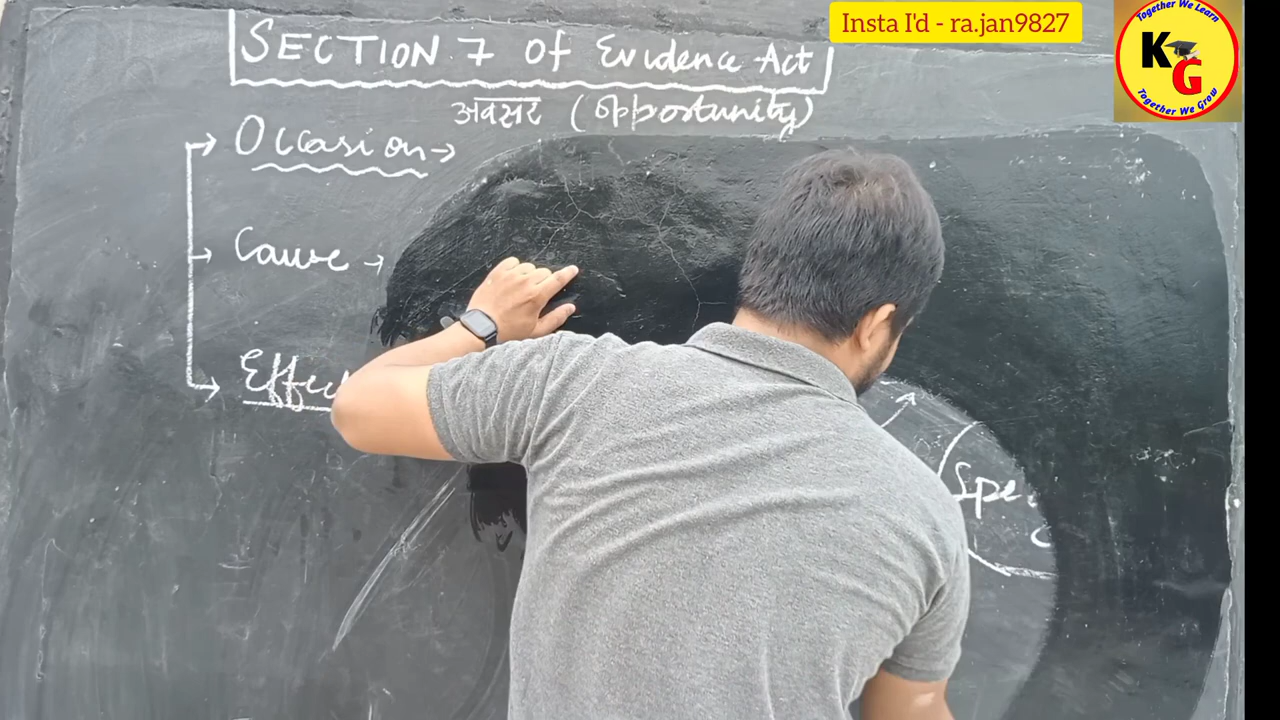 Insta I'd - ra.jan9827
Together We Learn
KG
Together We Grow
SECTION 7 Of Evidence Act
अवसर (Opportunity)
Occasion →
Cause →